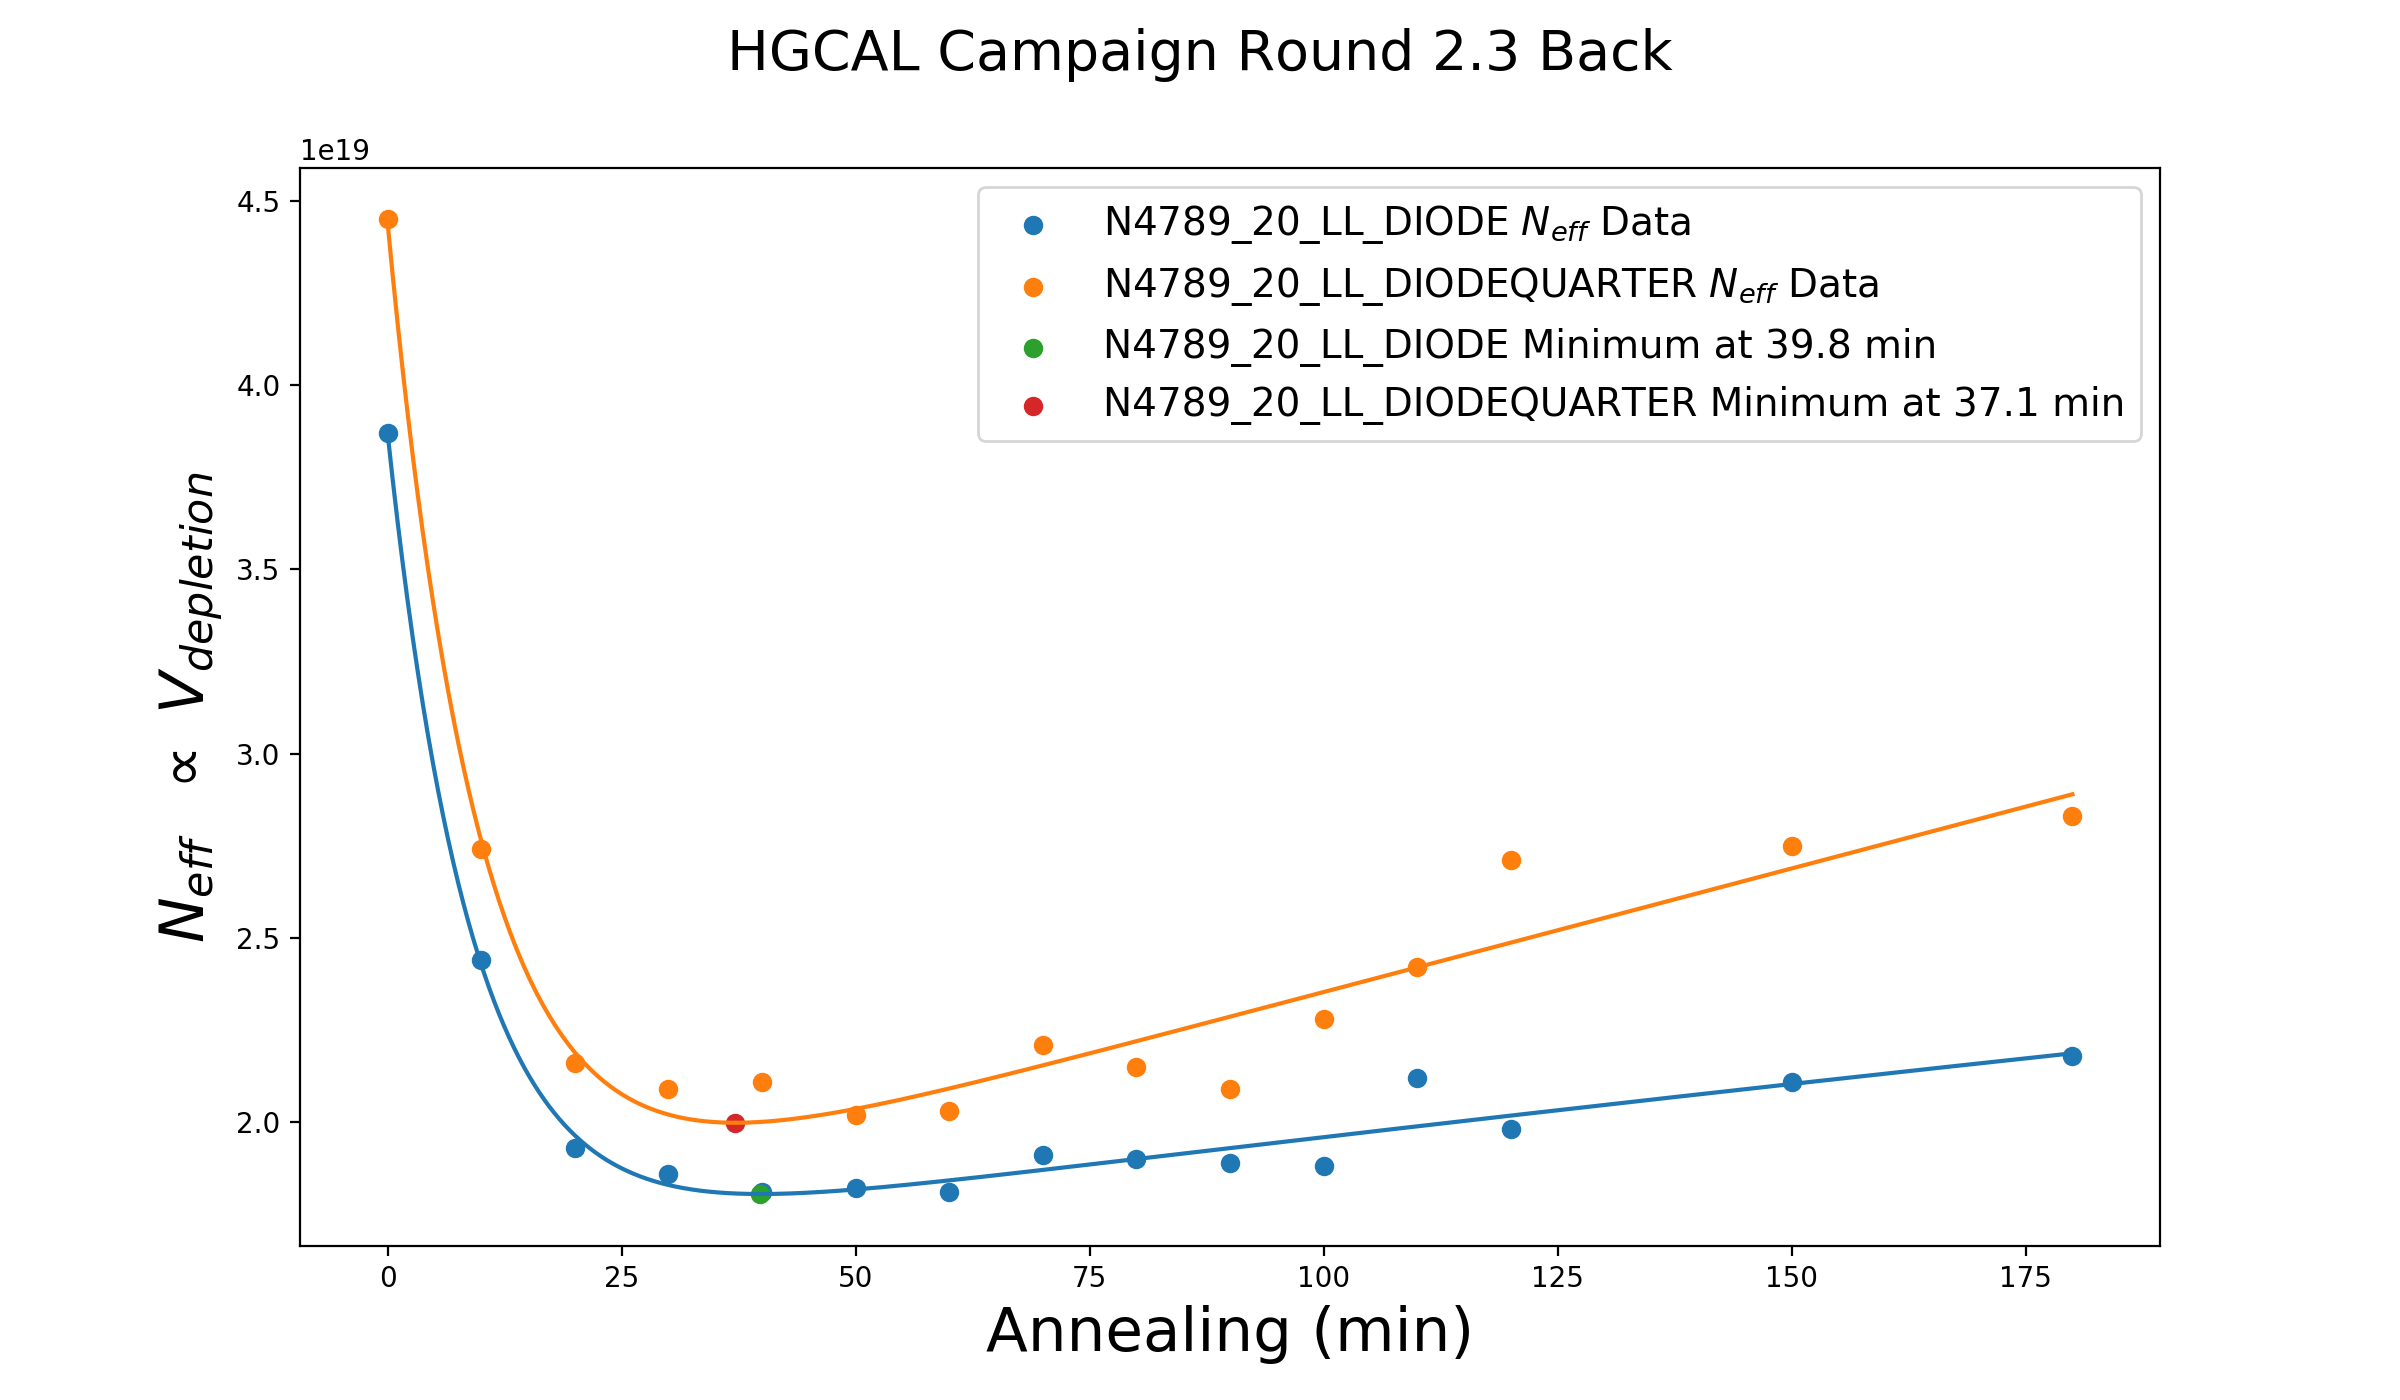 HGCAL Campaign Round 2.3 Back
1e19
4.5
4.0
3.5
3.0
2.5
2.0
N_eff ∝ V_depletion
N4789_20_LL_DIODE N_eff Data
N4789_20_LL_DIODEQUARTER N_eff Data
N4789_20_LL_DIODE Minimum at 39.8 min
N4789_20_LL_DIODEQUARTER Minimum at 37.1 min
0 25 50 75 100 125 150 175
Annealing (min)